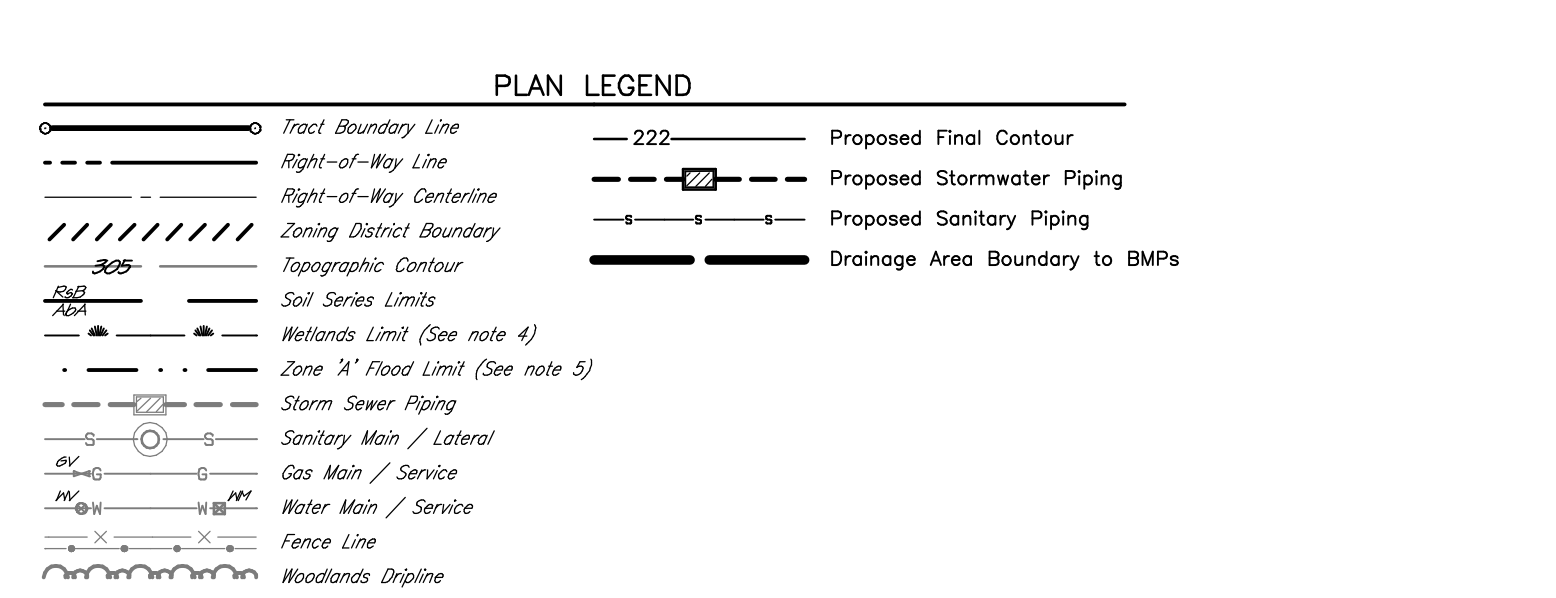 PLAN LEGEND
Tract Boundary Line
Right-of-Way Line
Right-of-Way Centerline
Zoning District Boundary
305 Topographic Contour
RsB
AbA
Soil Series Limits
Wetlands Limit (See note 4)
Zone 'A' Flood Limit (See note 5)
Storm Sewer Piping
S S Sanitary Main / Lateral
GV
G G Gas Main / Service
WV WM
W W Water Main / Service
Fence Line
Woodlands Dripline
222 Proposed Final Contour
Proposed Stormwater Piping
S S S Proposed Sanitary Piping
Drainage Area Boundary to BMPs